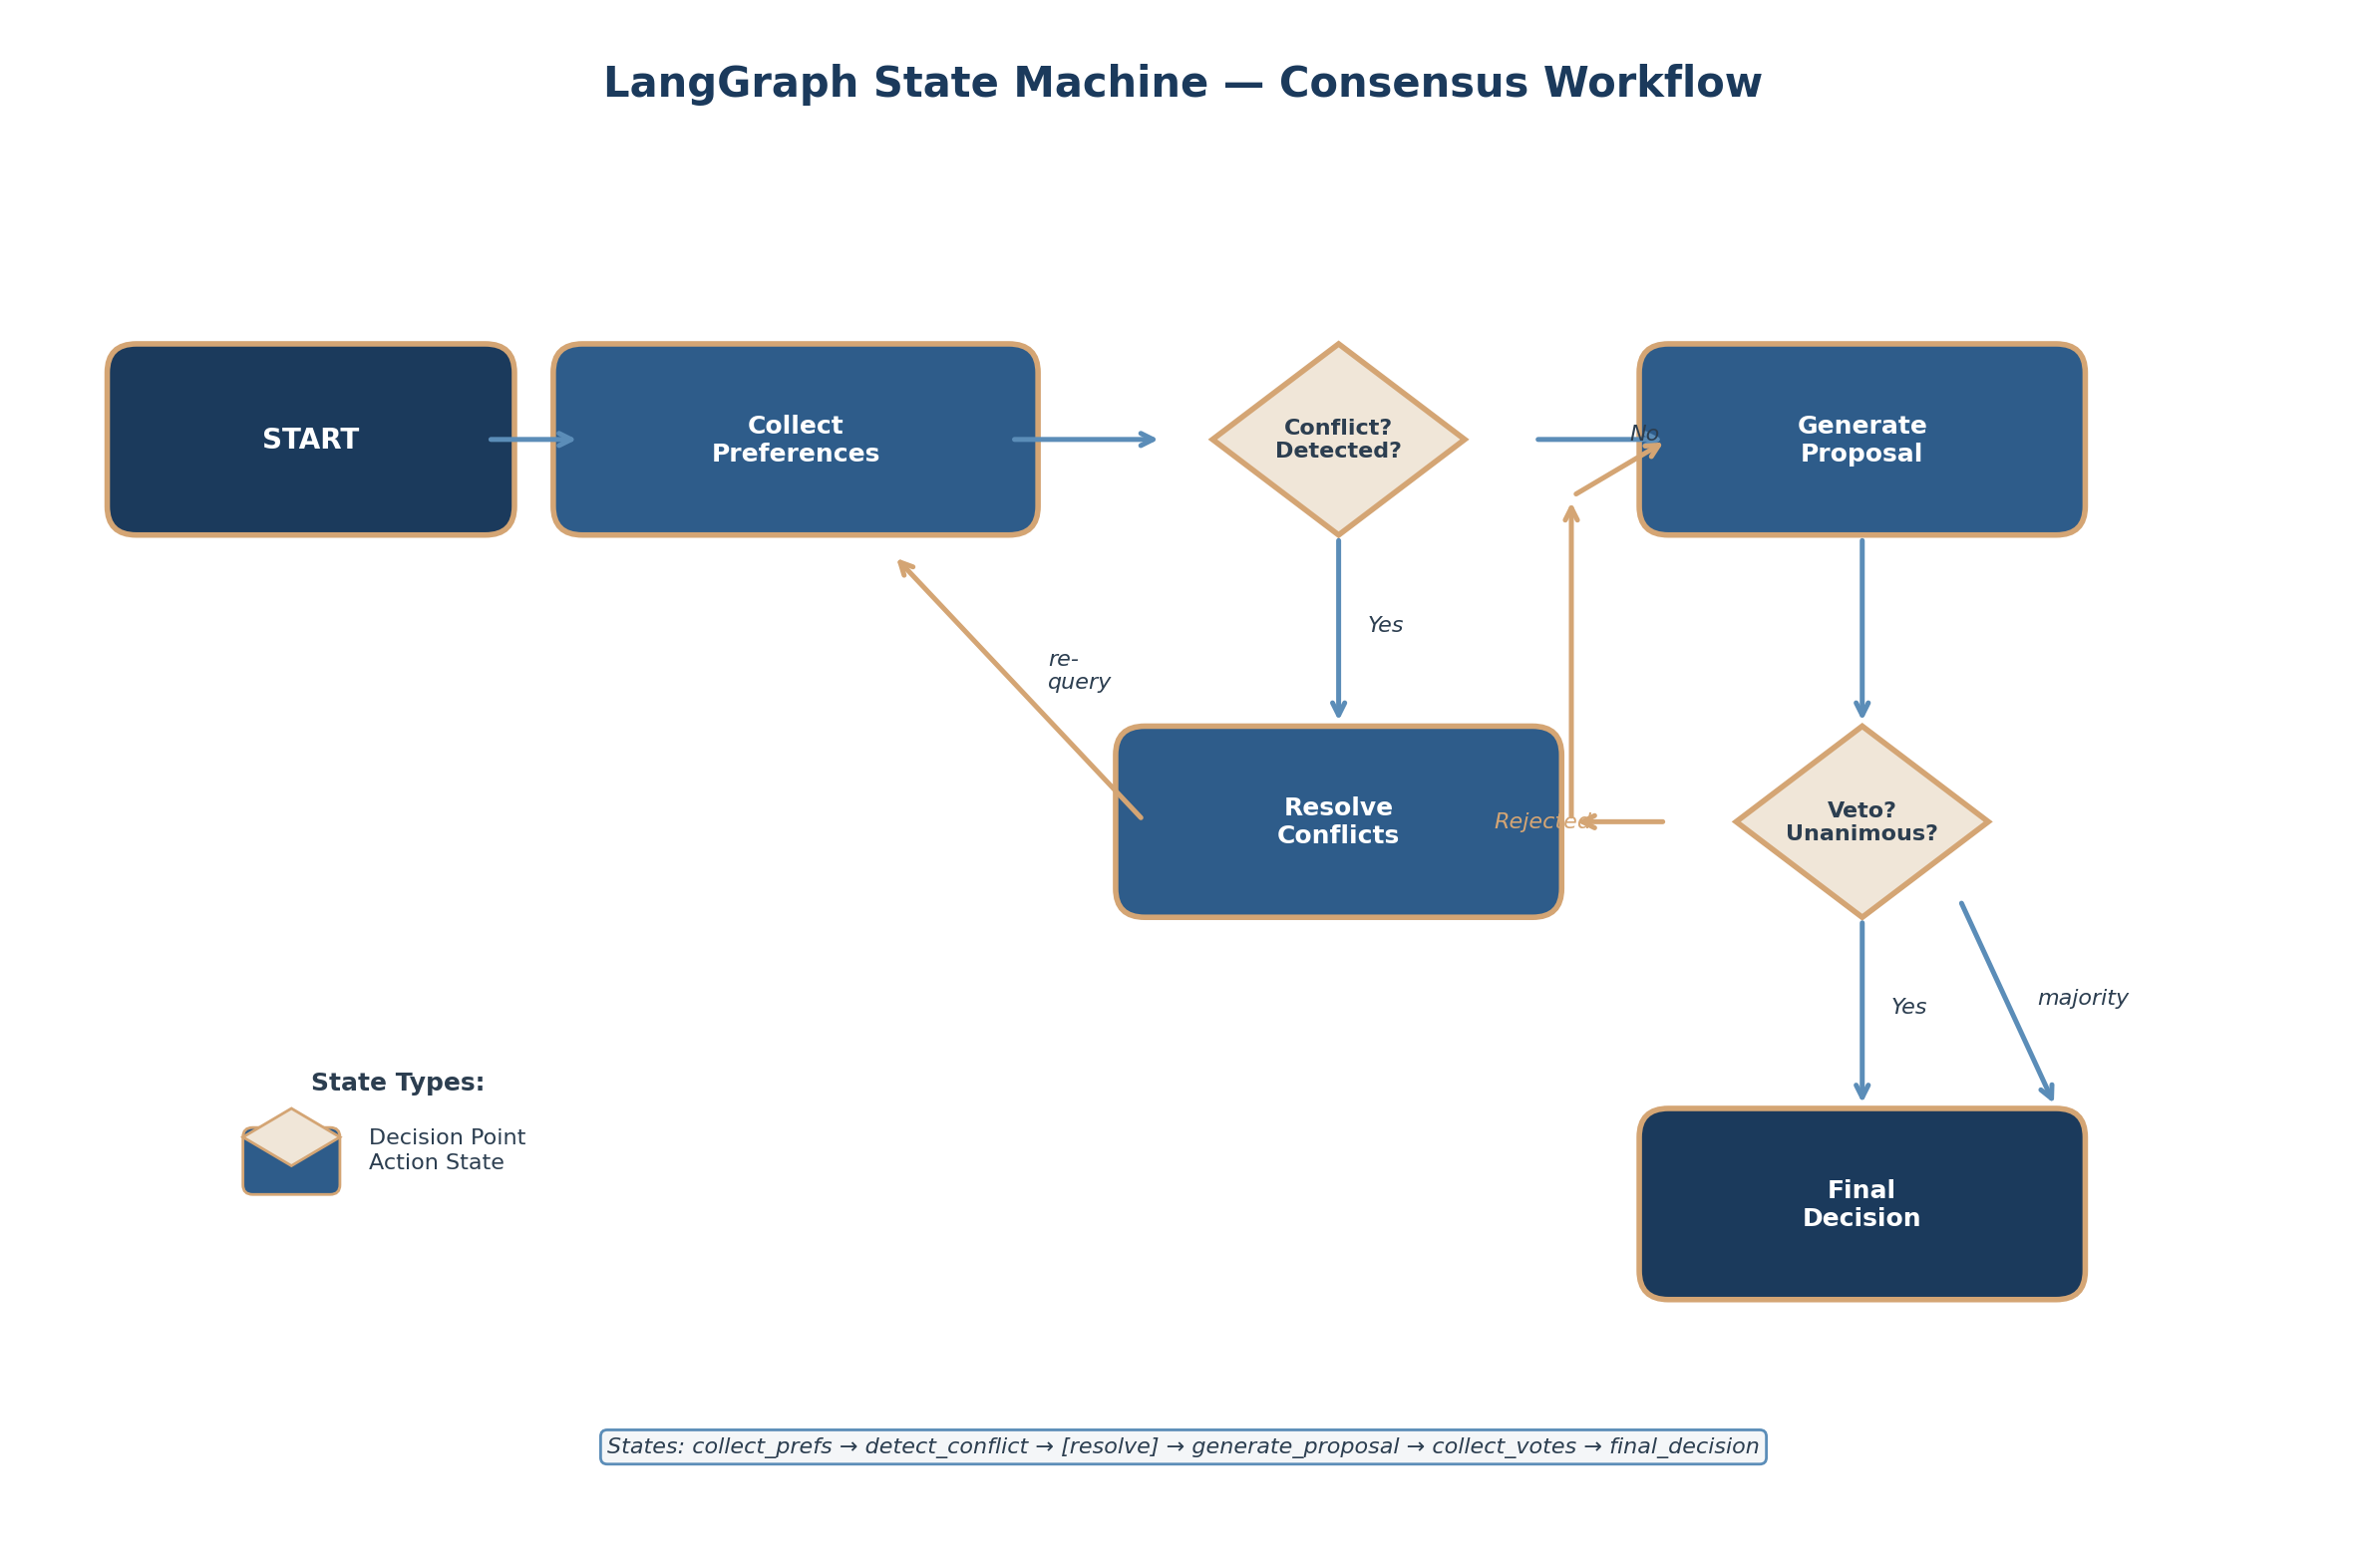 LangGraph State Machine — Consensus Workflow
START
Collect
Preferences
Conflict?
Detected?
No
Generate
Proposal
Yes
re-
query
Resolve
Conflicts
Rejected
Veto?
Unanimous?
Yes
majority
State Types:
Decision Point
Action State
Final
Decision
States: collect_prefs → detect_conflict → [resolve] → generate_proposal → collect_votes → final_decision